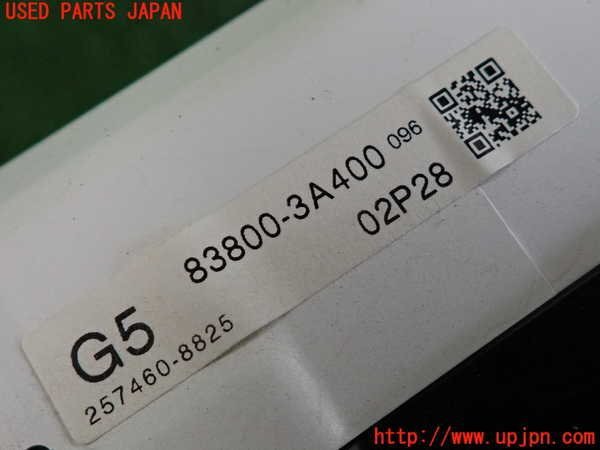 USED PARTS JAPAN
83800-3A400 096
02P28
G5
257460-8825
http://www.upjpn.com/